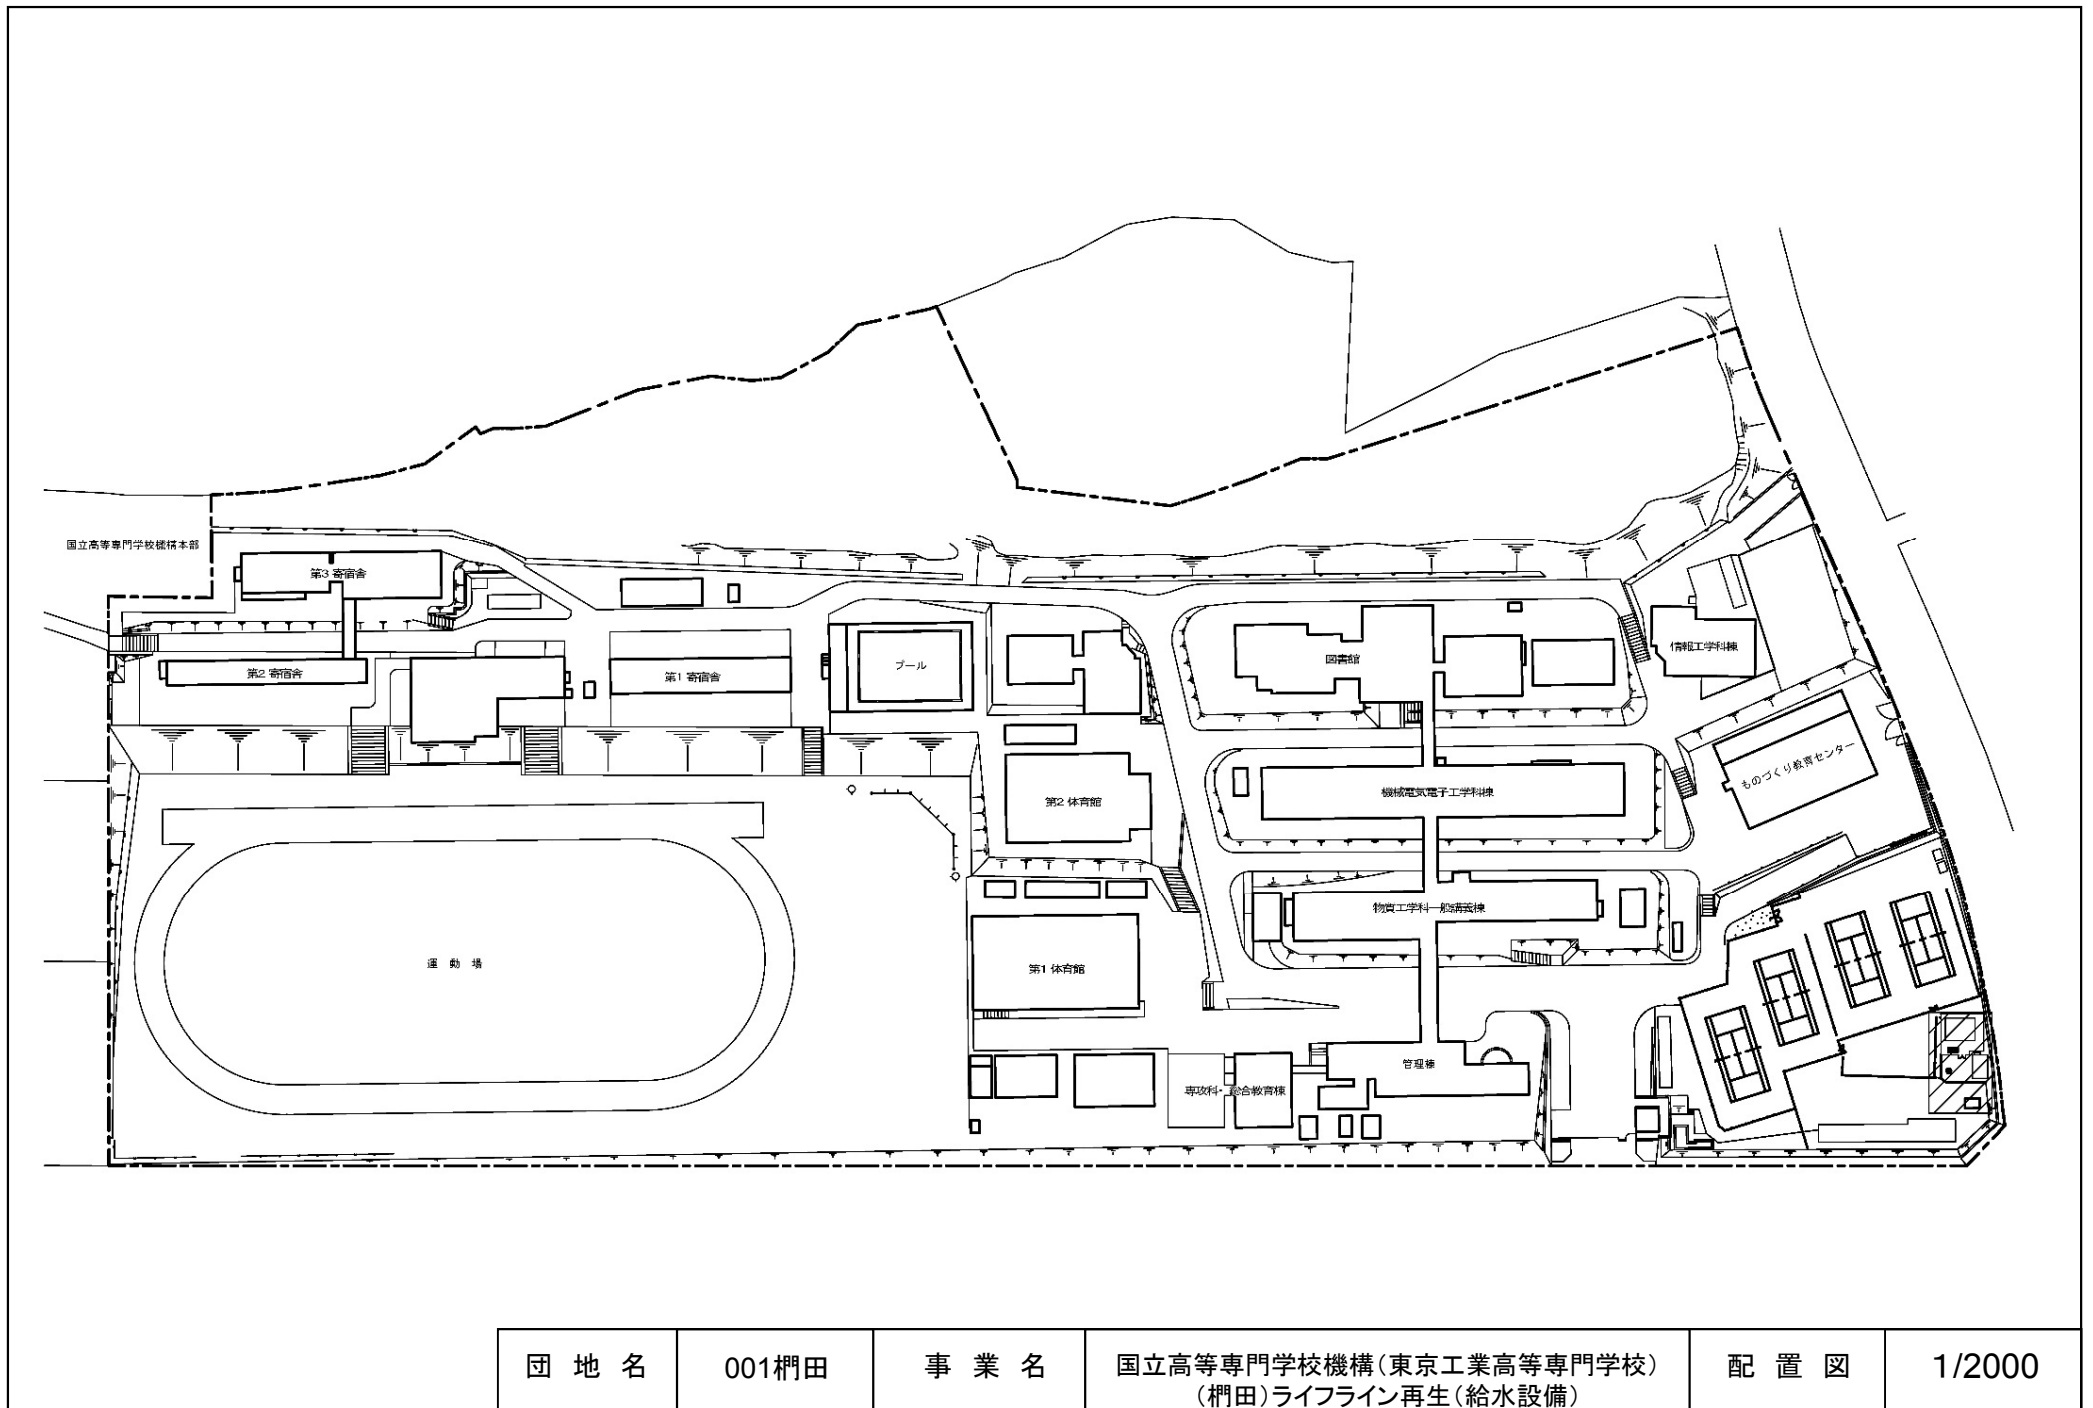 国立高等専門学校機構本部
第3 寄宿舎
第2 寄宿舎
第1 寄宿舎
プール
図書館
情報工学科棟
第2 体育館
機械電気電子工学科棟
ものづくり教育センター
物質工学科一般講義棟
運 動 場
第1 体育館
管理棟
専攻科・総合教育棟
団 地 名
001椚田
事 業 名
国立高等専門学校機構(東京工業高等専門学校)
(椚田)ライフライン再生(給水設備)
配 置 図
1/2000